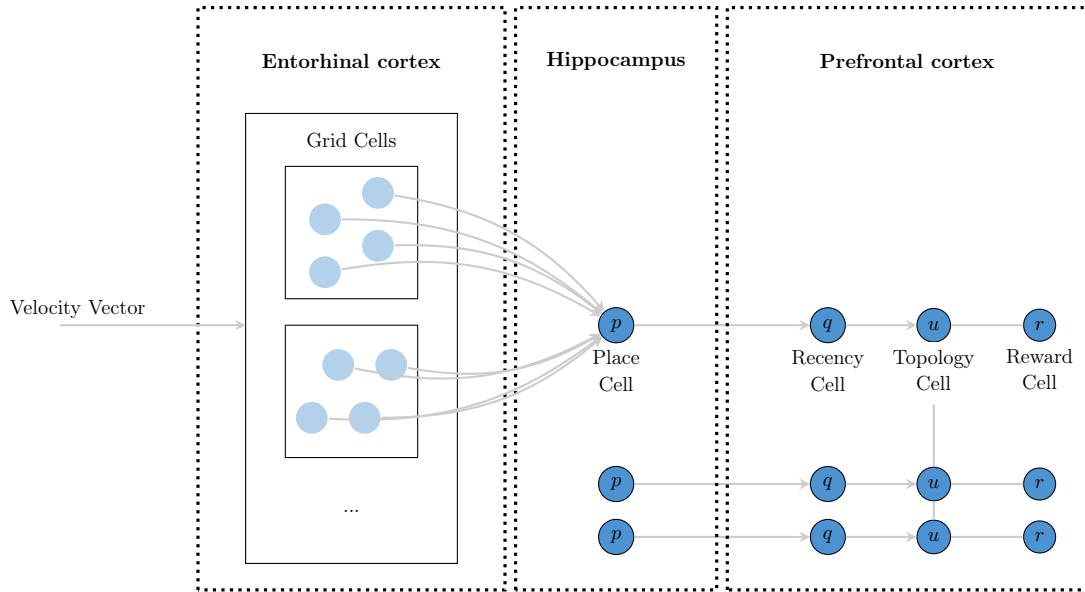 Entorhinal cortex
Hippocampus
Prefrontal cortex
Grid Cells
Velocity Vector
p
q
u
r
Place
Cell
Recency
Cell
Topology
Cell
Reward
Cell
p
q
u
r
...
p
q
u
r